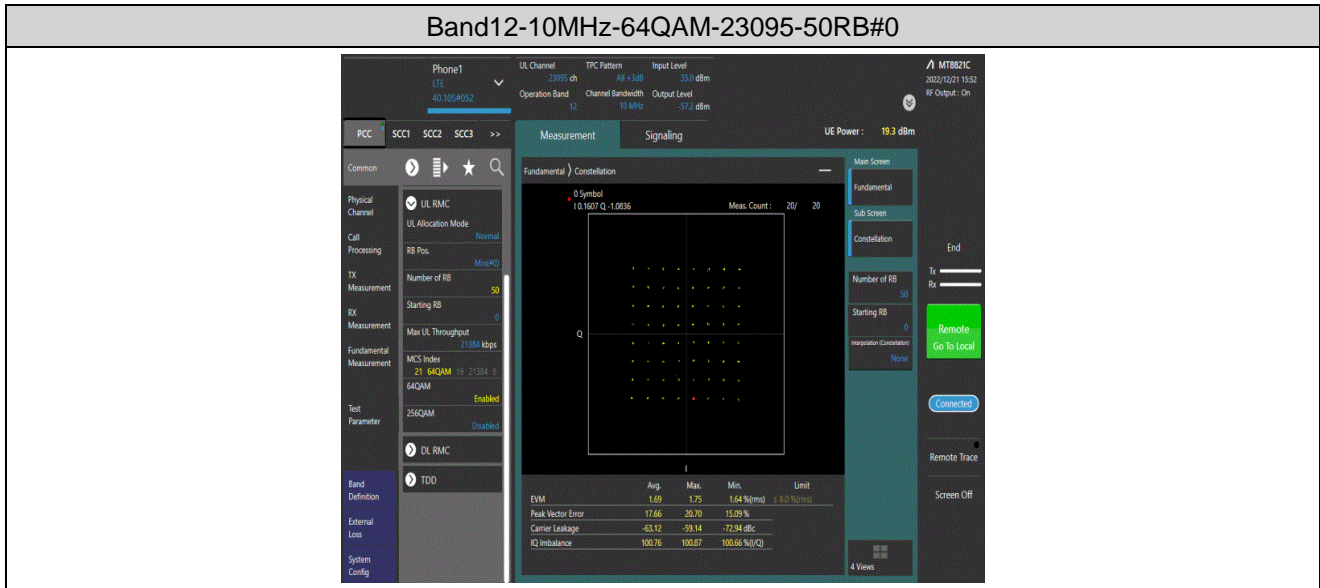 Band12-10MHz-64QAM-23095-50RB#0
Phone1
LTE
40.10S#052
UL Channel TPC Pattern Input Level
23095 ch All +3dB 33.0 dBm
Operation Band Channel Bandwidth Output Level
12 10 MHz -57.2 dBm
MT8821C
2022/12/21 15:52
RF Output : On
PCC SCC1 SCC2 SCC3 >>
Measurement Signaling
UE Power : 19.3 dBm
Common
Physical
Channel
Call
Processing
TX
Measurement
RX
Measurement
Fundamental
Measurement
Test
Parameter
Band
Definition
External
Loss
System
Config
UL RMC
UL Allocation Mode
Normal
RB Pos.
Min(#0)
Number of RB
50
Starting RB
0
Max UL Throughput
21384 kbps
MCS Index
21 64QAM 19 21384 0
64QAM
Enabled
256QAM
Disabled
DL RMC
TDD
Fundamental Constellation
0 Symbol
I 0.1607 Q -1.0836 Meas. Count : 20/ 20
Q
I
Avg. Max. Min. Limit
EVM 1.69 1.75 1.64 %(rms) ≤ 8.0 %(rms)
Peak Vector Error 17.66 20.70 15.09 %
Carrier Leakage -63.12 -59.14 -72.94 dBc
IQ Imbalance 100.76 100.87 100.66 %(I/Q)
Main Screen
Fundamental
Sub Screen
Constellation
Number of RB
50
Starting RB
0
Interpolation (Constellation)
None
4 Views
End
Tx
Rx
Remote
Go To Local
Connected
Remote Trace
Screen Off